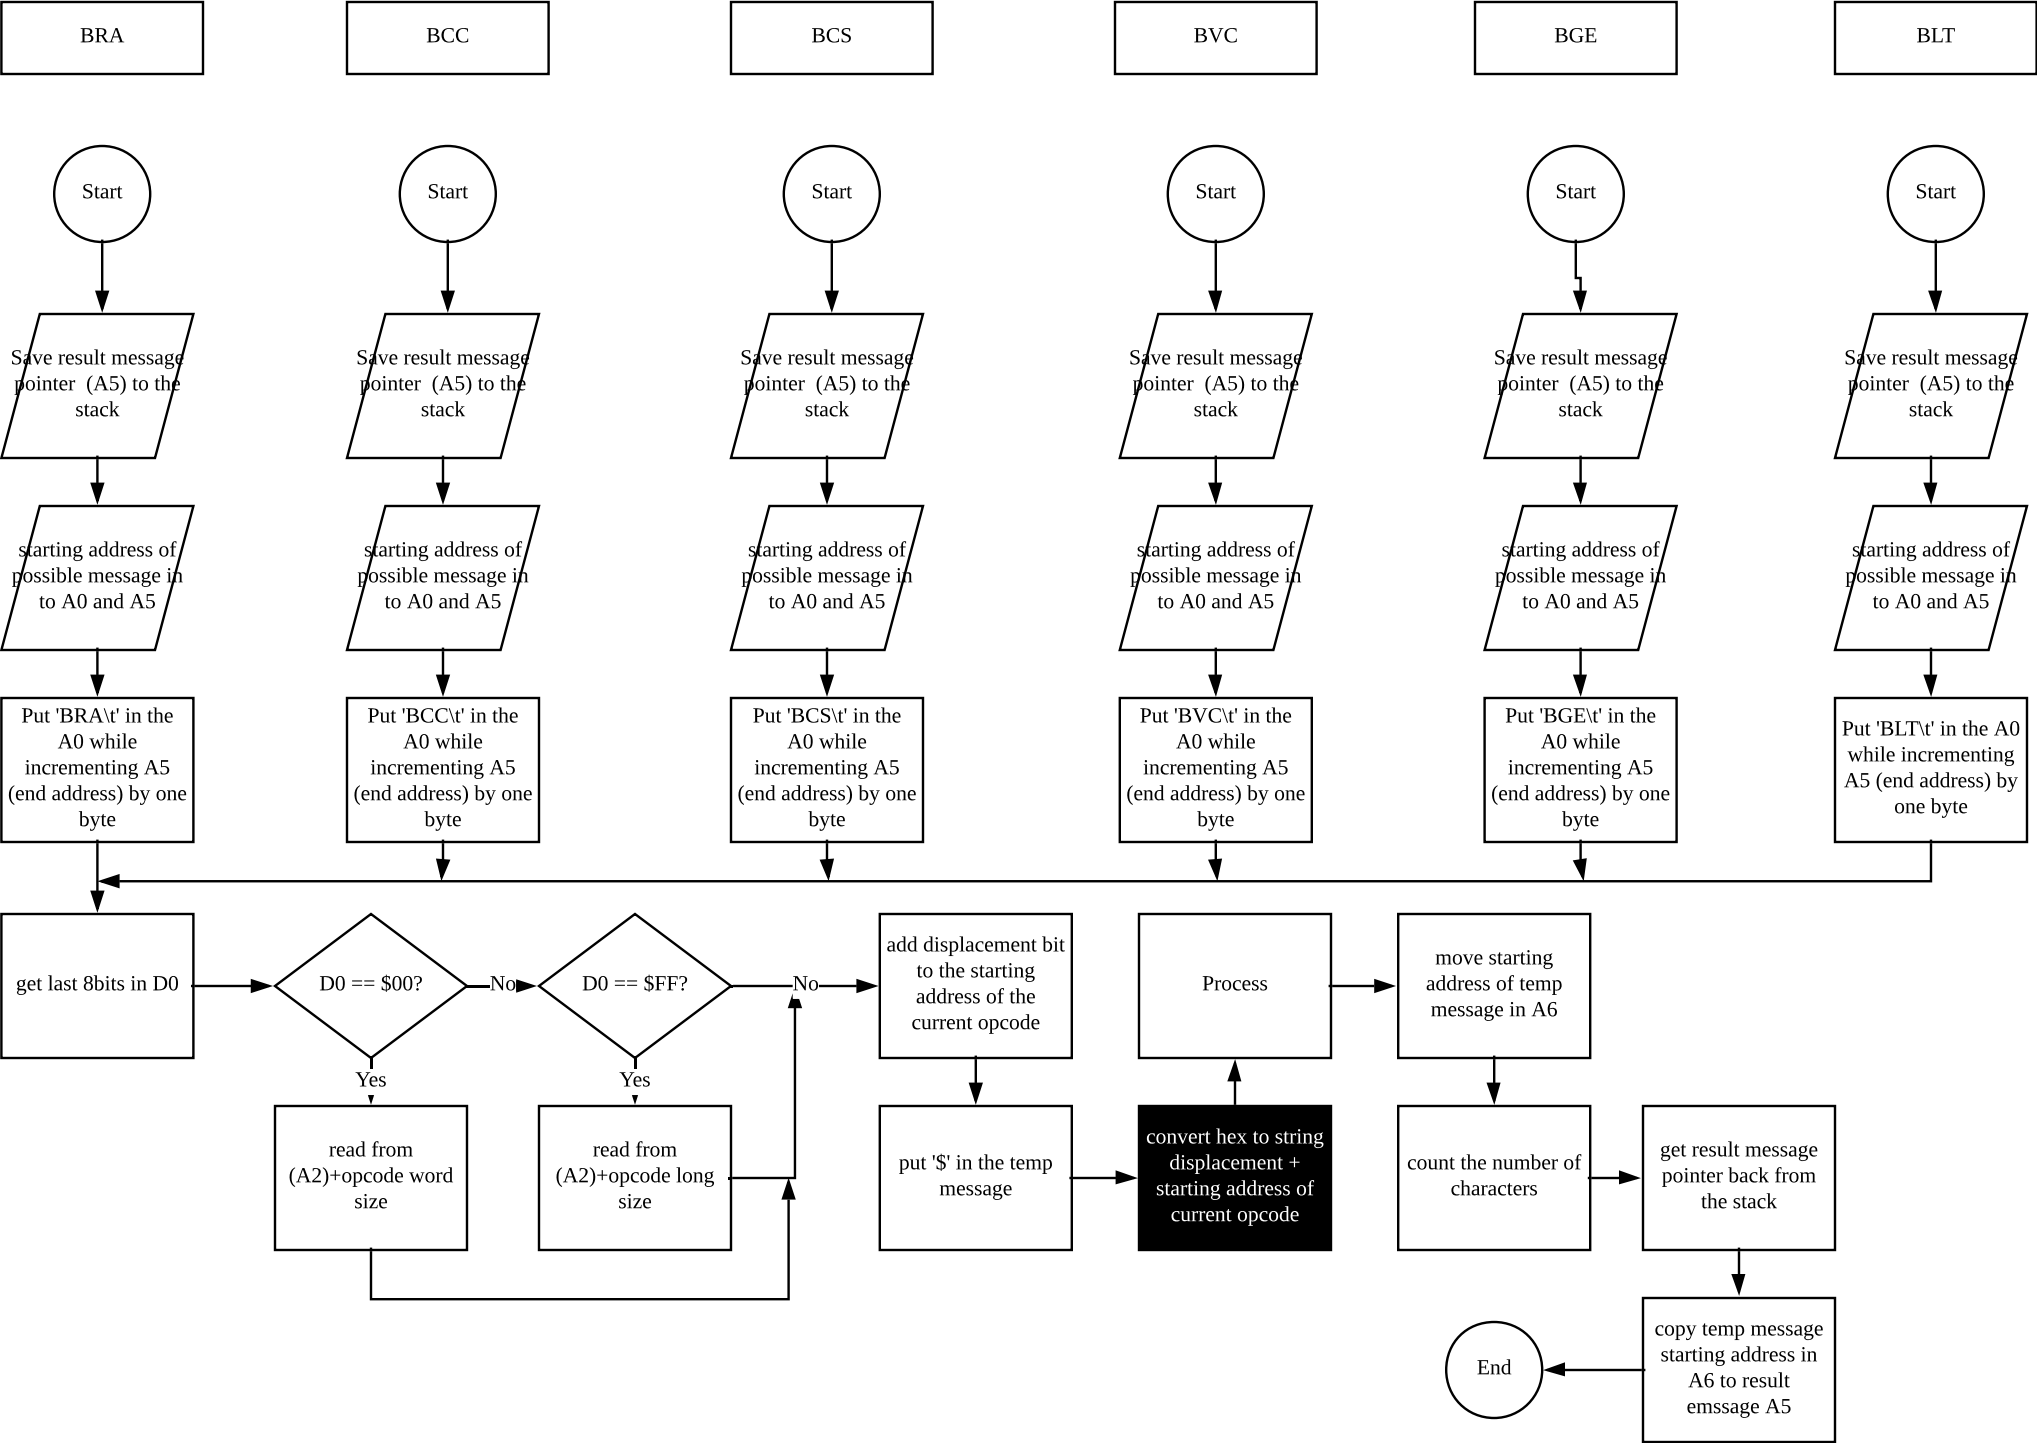 BRA
BCC
BCS
BVC
BGE
BLT
Start
Start
Start
Start
Start
Start
Save result message
pointer  (A5) to the
stack
Save result message
pointer  (A5) to the
stack
Save result message
pointer  (A5) to the
stack
Save result message
pointer  (A5) to the
stack
Save result message
pointer  (A5) to the
stack
Save result message
pointer  (A5) to the
stack
starting address of
possible message in
to A0 and A5
starting address of
possible message in
to A0 and A5
starting address of
possible message in
to A0 and A5
starting address of
possible message in
to A0 and A5
starting address of
possible message in
to A0 and A5
starting address of
possible message in
to A0 and A5
Put 'BRA\t' in the
A0 while
incrementing A5
(end address) by one
byte
Put 'BCC\t' in the
A0 while
incrementing A5
(end address) by one
byte
Put 'BCS\t' in the
A0 while
incrementing A5
(end address) by one
byte
Put 'BVC\t' in the
A0 while
incrementing A5
(end address) by one
byte
Put 'BGE\t' in the
A0 while
incrementing A5
(end address) by one
byte
Put 'BLT\t' in the A0
while incrementing
A5 (end address) by
one byte
get last 8bits in D0
D0 == $00?
No
D0 == $FF?
No
add displacement bit
to the starting
address of the
current opcode
Process
move starting
address of temp
message in A6
Yes
Yes
read from
(A2)+opcode word
size
read from
(A2)+opcode long
size
put '$' in the temp
message
convert hex to string
displacement +
starting address of
current opcode
count the number of
characters
get result message
pointer back from
the stack
End
copy temp message
starting address in
A6 to result
emssage A5